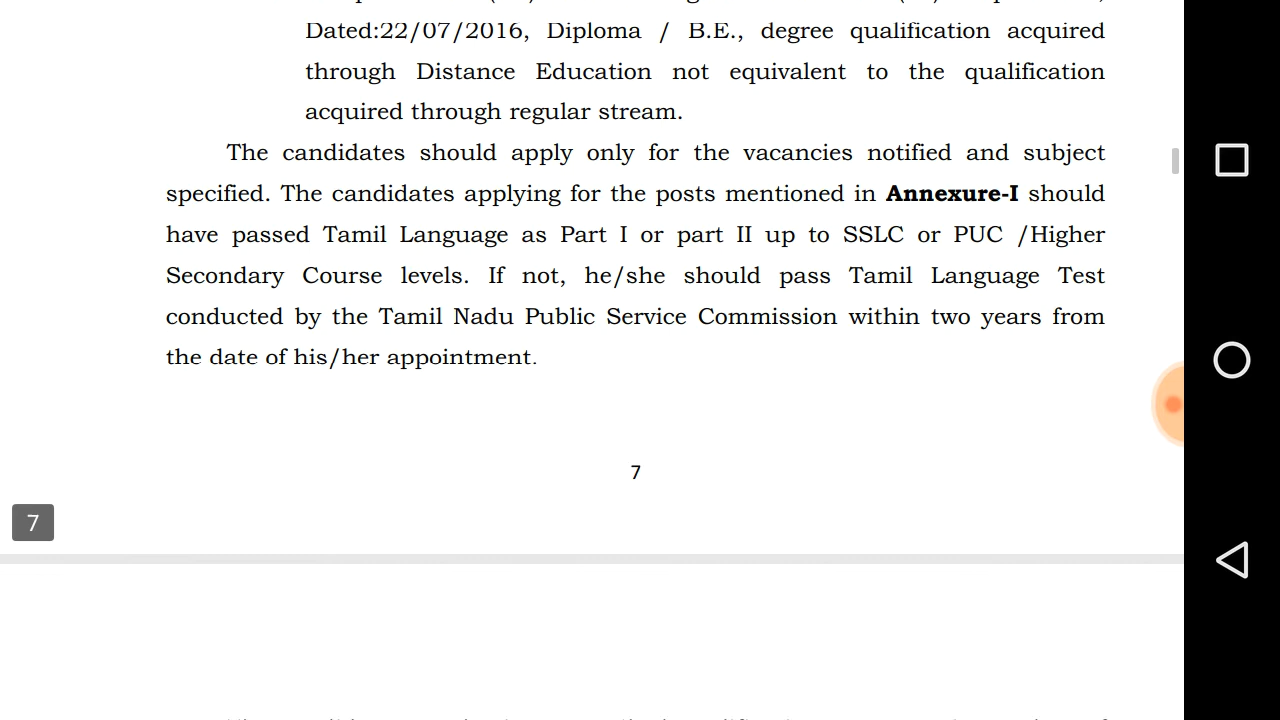 Dated:22/07/2016, Diploma / B.E., degree qualification acquired
through Distance Education not equivalent to the qualification
acquired through regular stream.
The candidates should apply only for the vacancies notified and subject
specified. The candidates applying for the posts mentioned in Annexure-I should
have passed Tamil Language as Part I or part II up to SSLC or PUC /Higher
Secondary Course levels. If not, he/she should pass Tamil Language Test
conducted by the Tamil Nadu Public Service Commission within two years from
the date of his/her appointment.
7
7